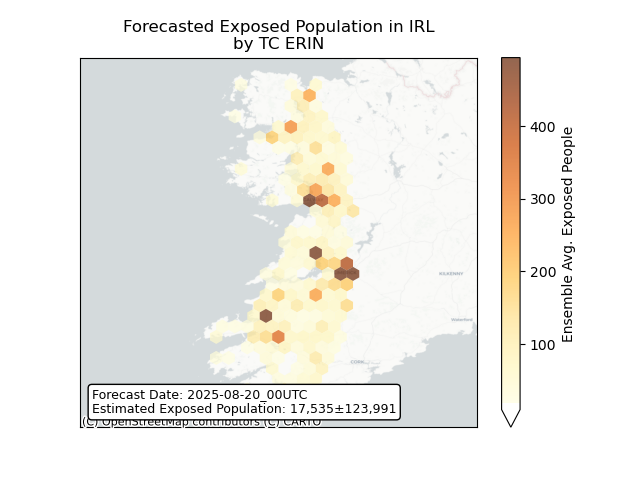 Forecasted Exposed Population in IRL
by TC ERIN
400
300
200
100
Ensemble Avg. Exposed People
KILKENNY
Waterford
CORK
Forecast Date: 2025-08-20_00UTC
Estimated Exposed Population: 17,535±123,991
(C) OpenStreetMap contributors (C) CARTO